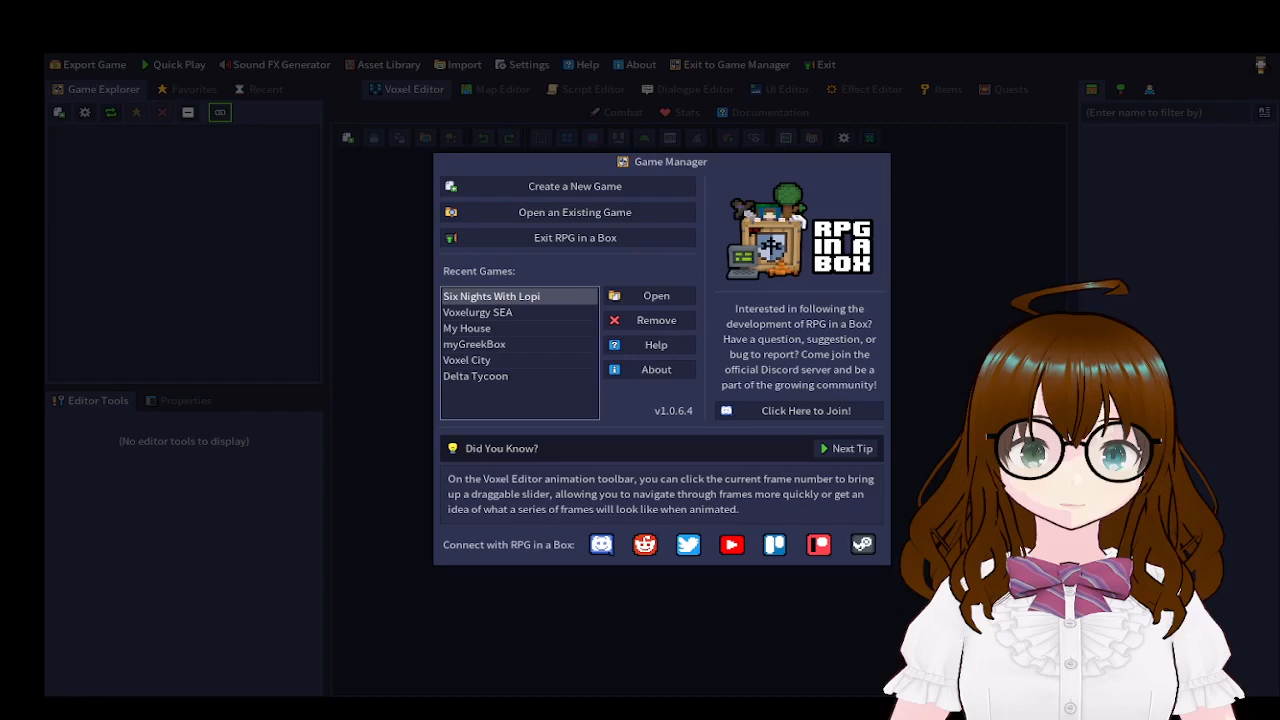 Export Game Quick Play Sound FX Generator Asset Library Import Settings Help About Exit to Game Manager Exit
Game Explorer Favorites Recent Voxel Editor Map Editor Script Editor Dialogue Editor UI Editor Effect Editor Items Quests
Combat Stats Documentation
(Enter name to filter by)
Game Manager
Create a New Game
Open an Existing Game
Exit RPG in a Box
Recent Games:
Six Nights With Lopi
Voxelurgy SEA
My House
myGreekBox
Voxel City
Delta Tycoon
Open
Remove
Help
About
v1.0.6.4
RPG
IN A
BOX
Interested in following the
development of RPG in a Box?
Have a question, suggestion, or
bug to report? Come join the
official Discord server and be a
part of the growing community!
Click Here to Join!
Did You Know?
Next Tip
On the Voxel Editor animation toolbar, you can click the current frame number to bring
up a draggable slider, allowing you to navigate through frames more quickly or get an
idea of what a series of frames will look like when animated.
Connect with RPG in a Box:
Editor Tools Properties
(No editor tools to display)